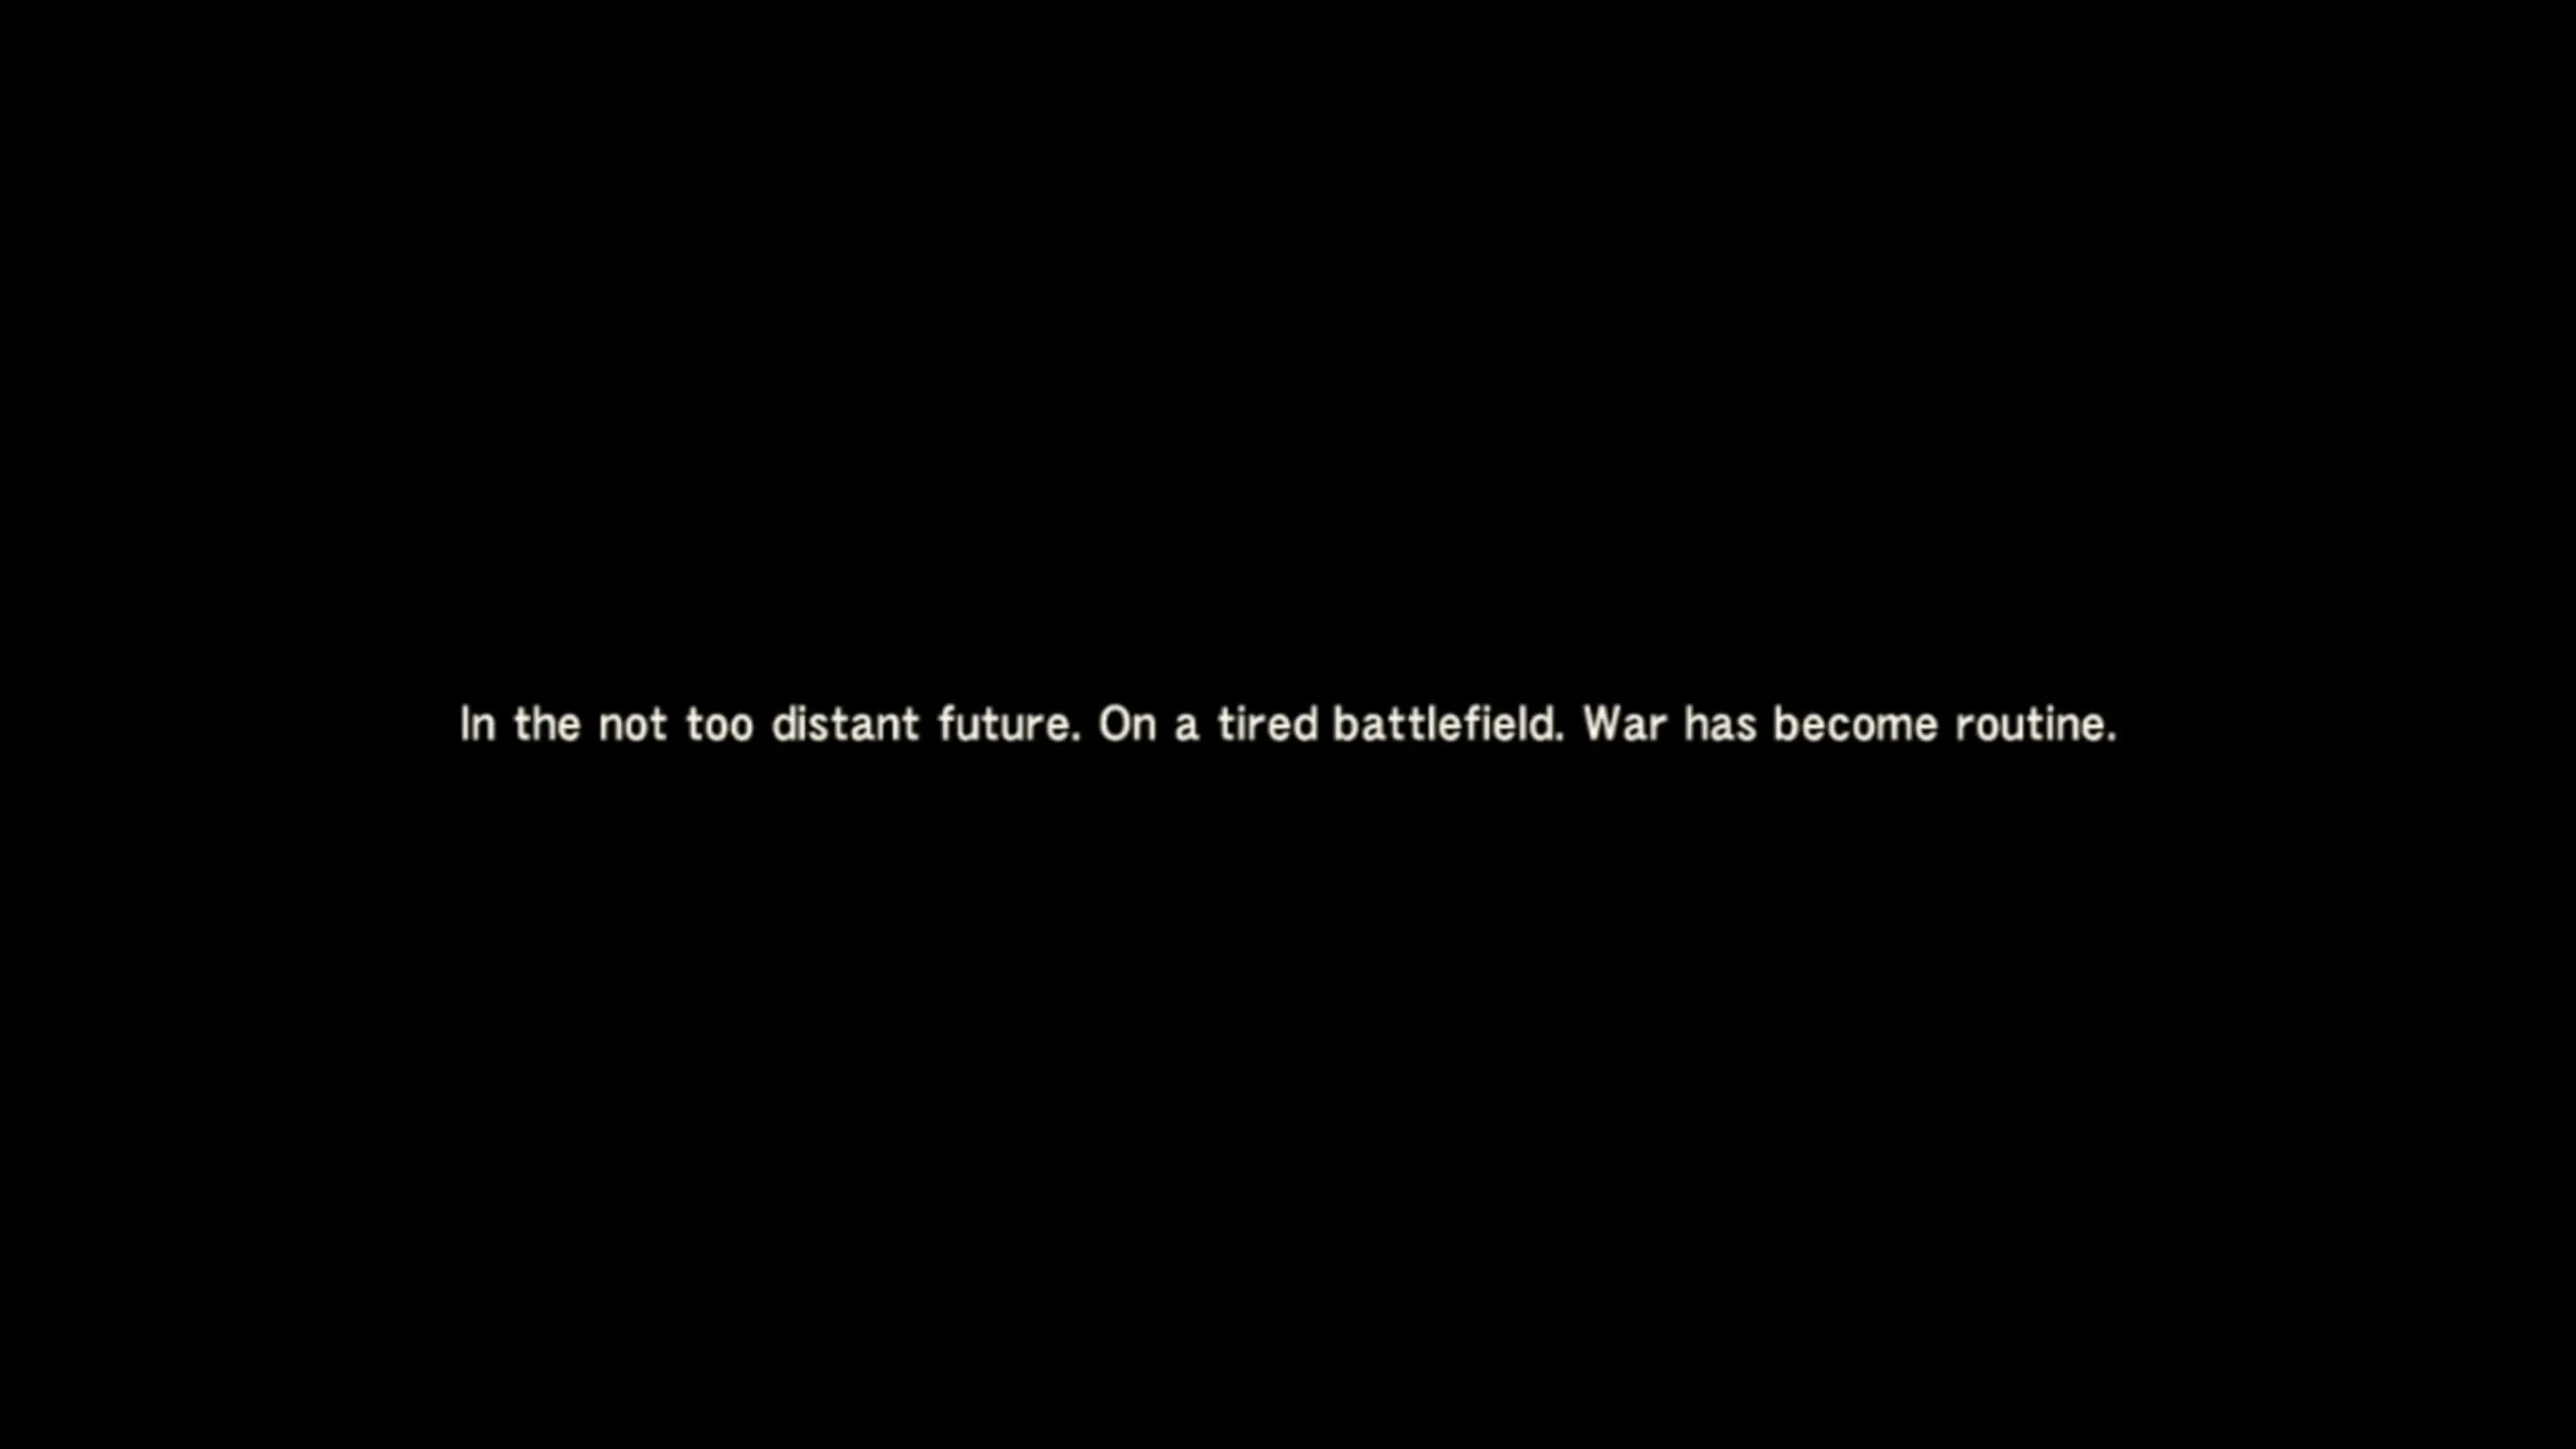 In the not too distant future. On a tired battlefield. War has become routine.